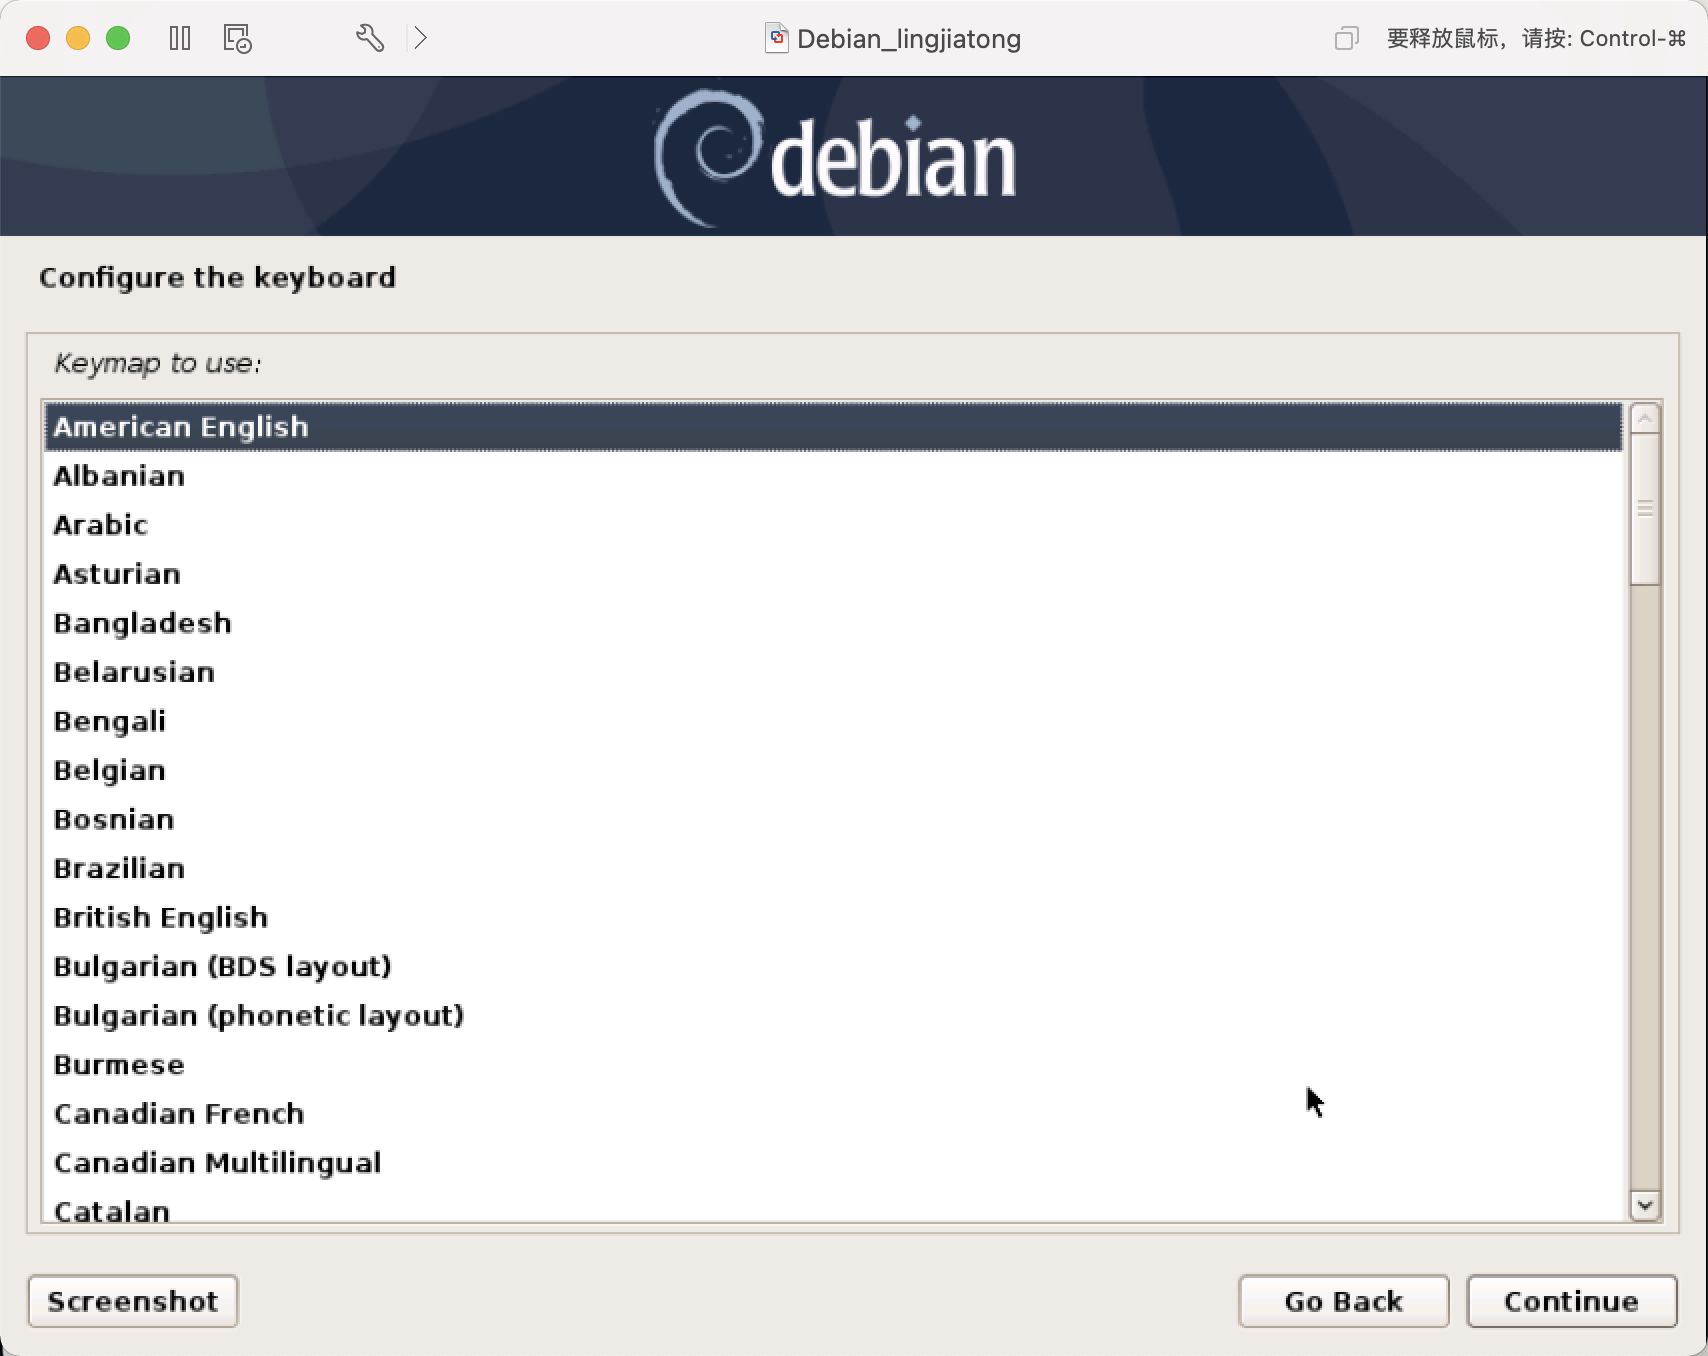 Debian_lingjiatong
要释放鼠标，请按: Control-⌘
debian
Configure the keyboard
Keymap to use:
American English
Albanian
Arabic
Asturian
Bangladesh
Belarusian
Bengali
Belgian
Bosnian
Brazilian
British English
Bulgarian (BDS layout)
Bulgarian (phonetic layout)
Burmese
Canadian French
Canadian Multilingual
Catalan
Screenshot
Go Back
Continue